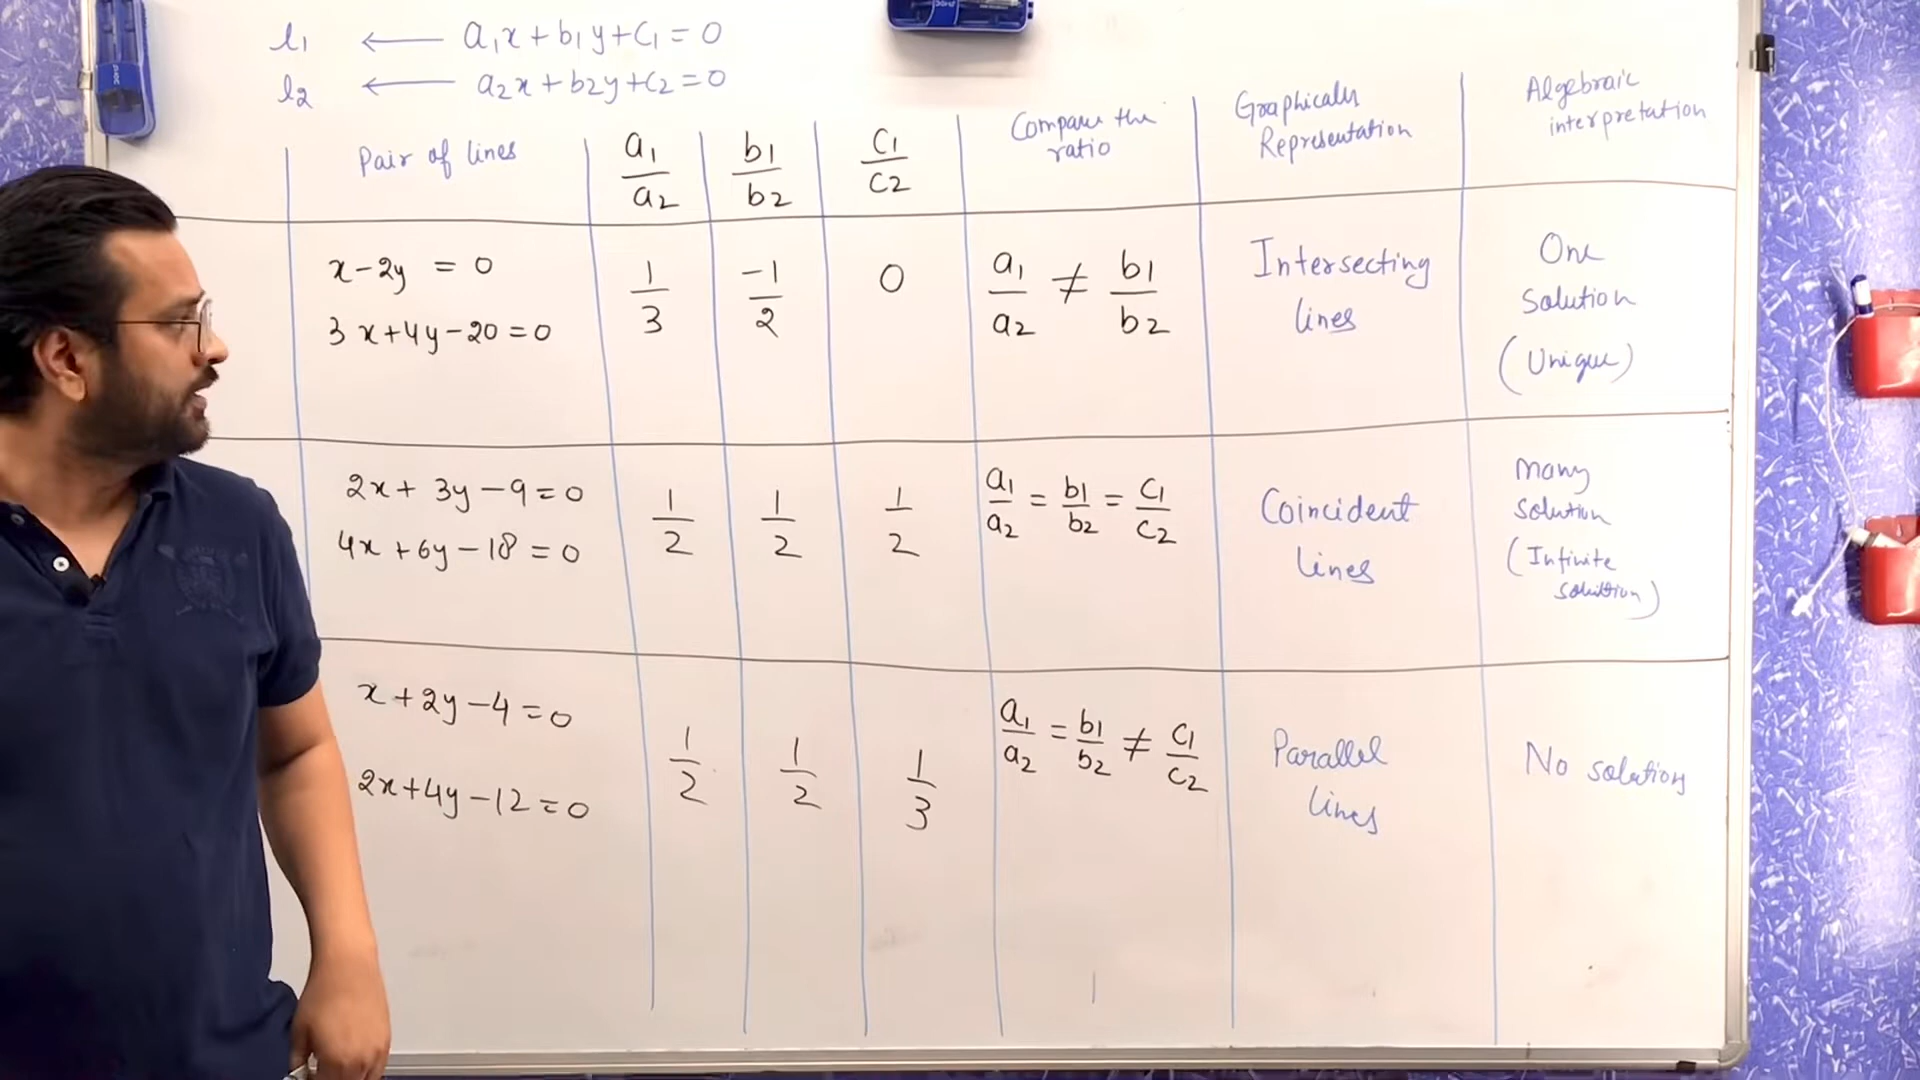 l₁ ← a₁x+b₁y+c₁=0
l₂ ← a₂x+b₂y+c₂=0
Pair of lines a₁/a₂ b₁/b₂ c₁/c₂ Compare the ratio Graphically Representation Algebraic interpretation
x-2y = 0
3x+4y-20=0
1/3 -1/2 0 a₁/a₂ ≠ b₁/b₂
Intersecting
lines
One
Solution
(Unique)
2x+3y-9=0
4x+6y-18=0
1/2 1/2 1/2 a₁/a₂ = b₁/b₂ = c₁/c₂
Coincident
lines
many
solution
(Infinite
solution)
x+2y-4=0
2x+4y-12=0
1/2 1/2 1/3 a₁/a₂ = b₁/b₂ ≠ c₁/c₂
Parallel
lines
No solution